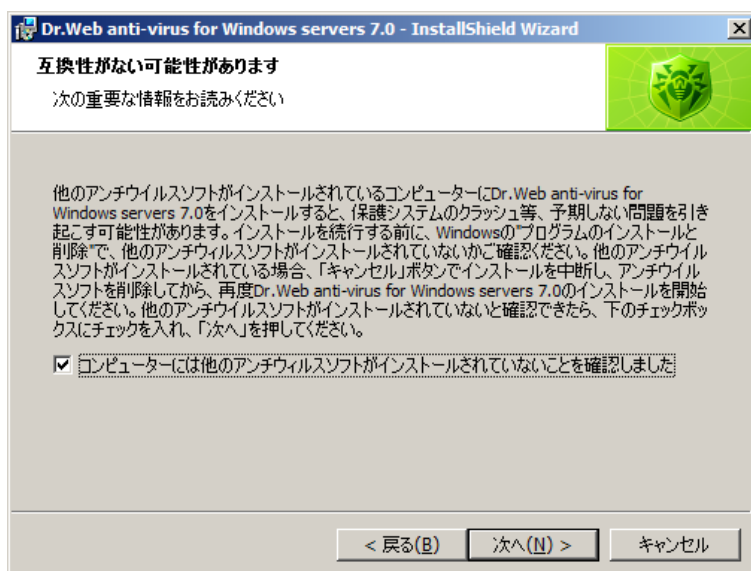 Dr.Web anti-virus for Windows servers 7.0 - InstallShield Wizard
互換性がない可能性があります
次の重要な情報をお読みください
他のアンチウイルスソフトがインストールされているコンピューターにDr.Web anti-virus for
Windows servers 7.0をインストールすると、保護システムのクラッシュ等、予期しない問題を引き
起こす可能性があります。インストールを続行する前に、Windowsの"プログラムのインストールと
削除"で、他のアンチウィルスソフトがインストールされていないかご確認ください。他のアンチウイル
スソフトがインストールされている場合、「キャンセル」ボタンでインストールを中断し、アンチウイル
スソフトを削除してから、再度Dr.Web anti-virus for Windows servers 7.0のインストールを開始
してください。他のアンチウイルスソフトがインストールされていないと確認できたら、下のチェックボッ
クスにチェックを入れ、「次へ」を押してください。
コンピューターには他のアンチウィルスソフトがインストールされていないことを確認しました
< 戻る(B)
次へ(N) >
キャンセル